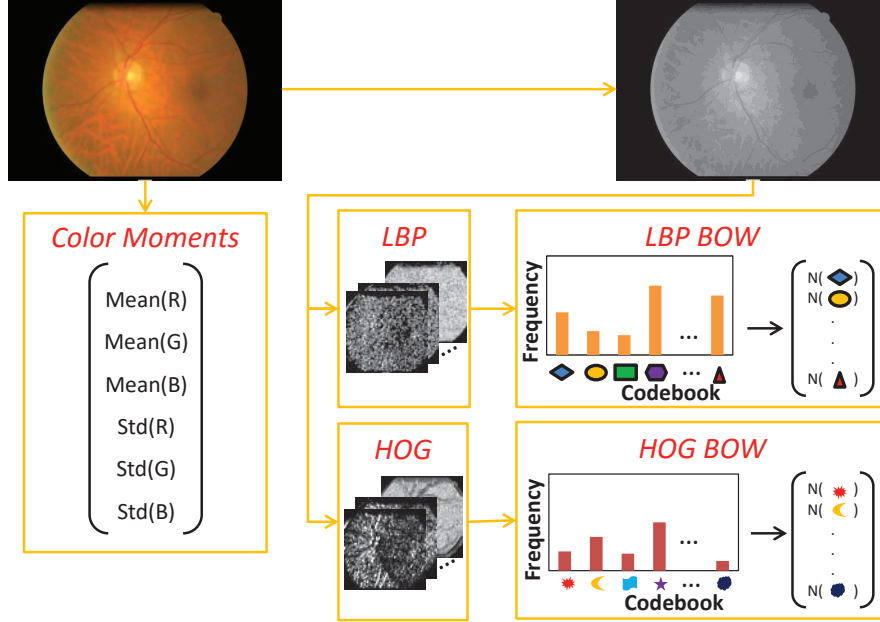 Color Moments
Mean(R)
Mean(G)
Mean(B)
Std(R)
Std(G)
Std(B)
LBP
...
LBP BOW
Frequency
...
...
Codebook
N( )
N( )
.
.
.
N( )
HOG
...
HOG BOW
Frequency
...
...
Codebook
N( )
N( )
.
.
.
N( )